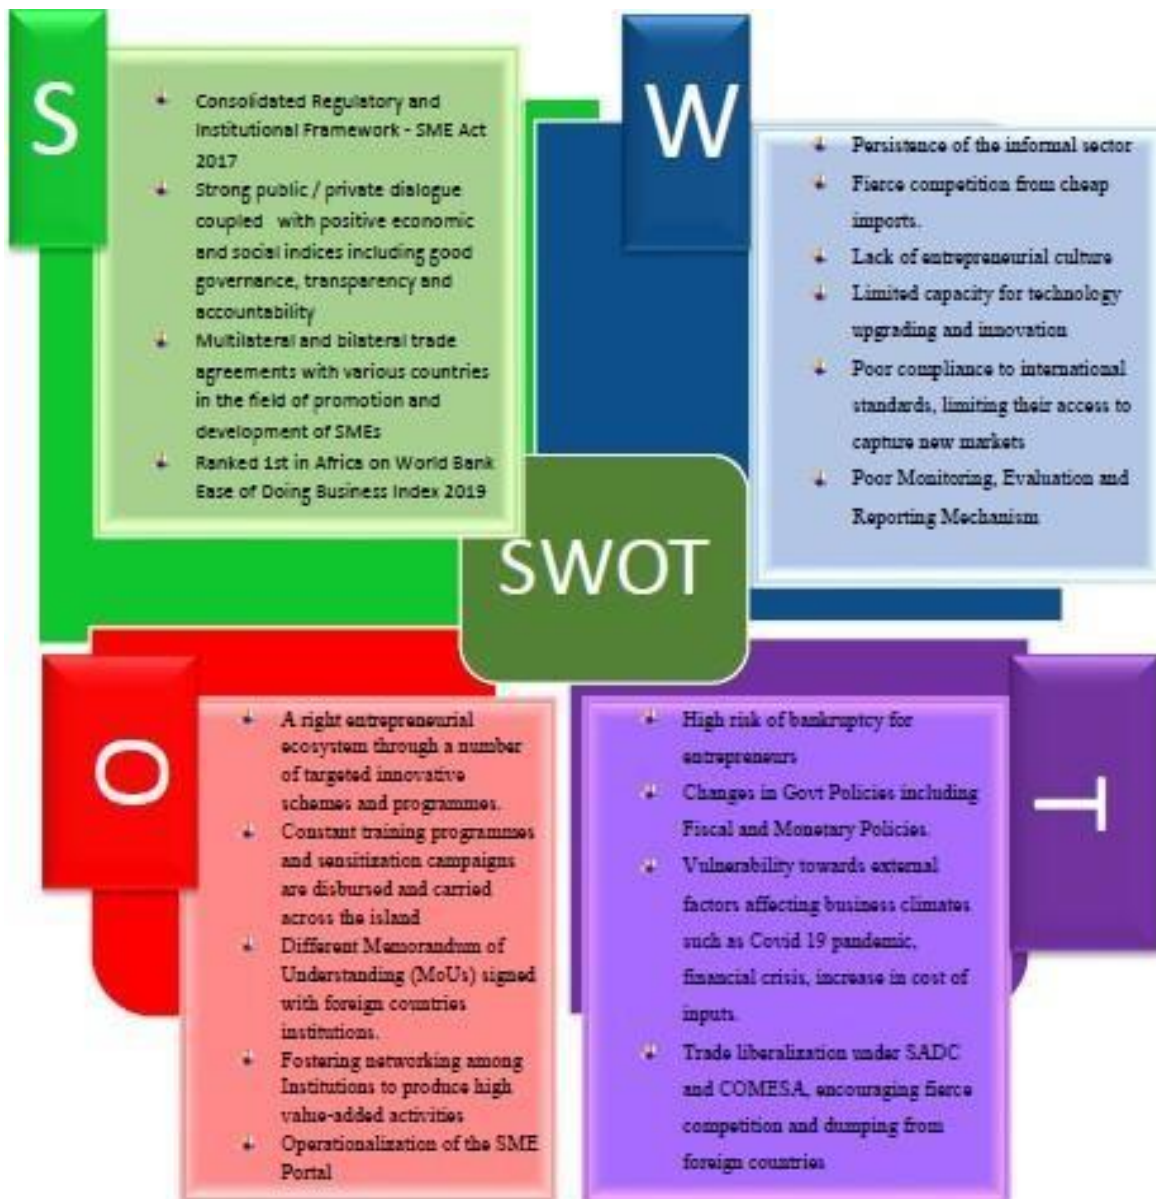 S
Consolidated Regulatory and
Institutional Framework - SME Act
2017
Strong public / private dialogue
coupled with positive economic
and social indices including good
governance, transparency and
accountability
Multilateral and bilateral trade
agreements with various countries
in the field of promotion and
development of SMEs
Ranked 1st in Africa on World Bank
Ease of Doing Business Index 2019
W
Persistence of the informal sector
Fierce competition from cheap
imports.
Lack of entrepreneurial culture
Limited capacity for technology
upgrading and innovation
Poor compliance to international
standards, limiting their access to
capture new markets
Poor Monitoring, Evaluation and
Reporting Mechanism
SWOT
O
A right entrepreneurial
ecosystem through a number
of targeted innovative
schemes and programmes.
Constant training programmes
and sensitization campaigns
are disbursed and carried
across the island
Different Memorandum of
Understanding (MoUs) signed
with foreign countries
institutions.
Fostering networking among
Institutions to produce high
value-added activities
Operationalization of the SME
Portal
T
High risk of bankruptcy for
entrepreneurs
Changes in Govt Policies including
Fiscal and Monetary Policies.
Vulnerability towards external
factors affecting business climates
such as Covid 19 pandemic,
financial crisis, increase in cost of
inputs.
Trade liberalization under SADC
and COMESA, encouraging fierce
competition and dumping from
foreign countries